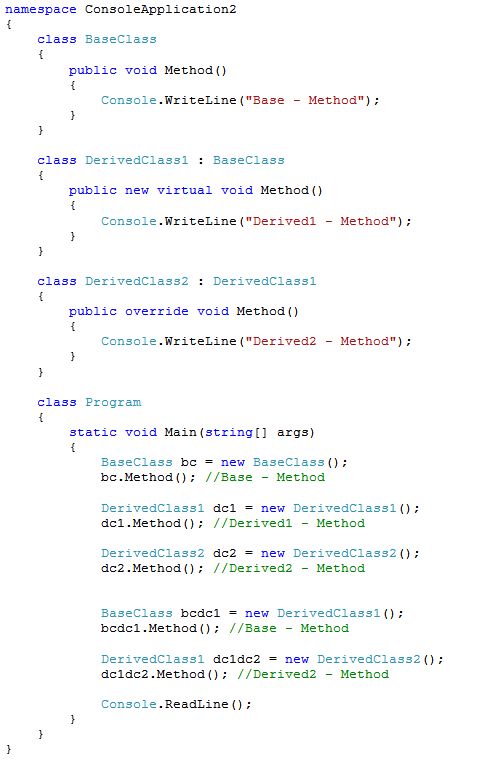 namespace ConsoleApplication2
{
    class BaseClass
    {
        public void Method()
        {
            Console.WriteLine("Base - Method");
        }
    }

    class DerivedClass1 : BaseClass
    {
        public new virtual void Method()
        {
            Console.WriteLine("Derived1 - Method");
        }
    }

    class DerivedClass2 : DerivedClass1
    {
        public override void Method()
        {
            Console.WriteLine("Derived2 - Method");
        }
    }

    class Program
    {
        static void Main(string[] args)
        {
            BaseClass bc = new BaseClass();
            bc.Method(); //Base - Method

            DerivedClass1 dc1 = new DerivedClass1();
            dc1.Method(); //Derived1 - Method

            DerivedClass2 dc2 = new DerivedClass2();
            dc2.Method(); //Derived2 - Method


            BaseClass bcdc1 = new DerivedClass1();
            bcdc1.Method(); //Base - Method

            DerivedClass1 dc1dc2 = new DerivedClass2();
            dc1dc2.Method(); //Derived2 - Method

            Console.ReadLine();
        }
    }
}